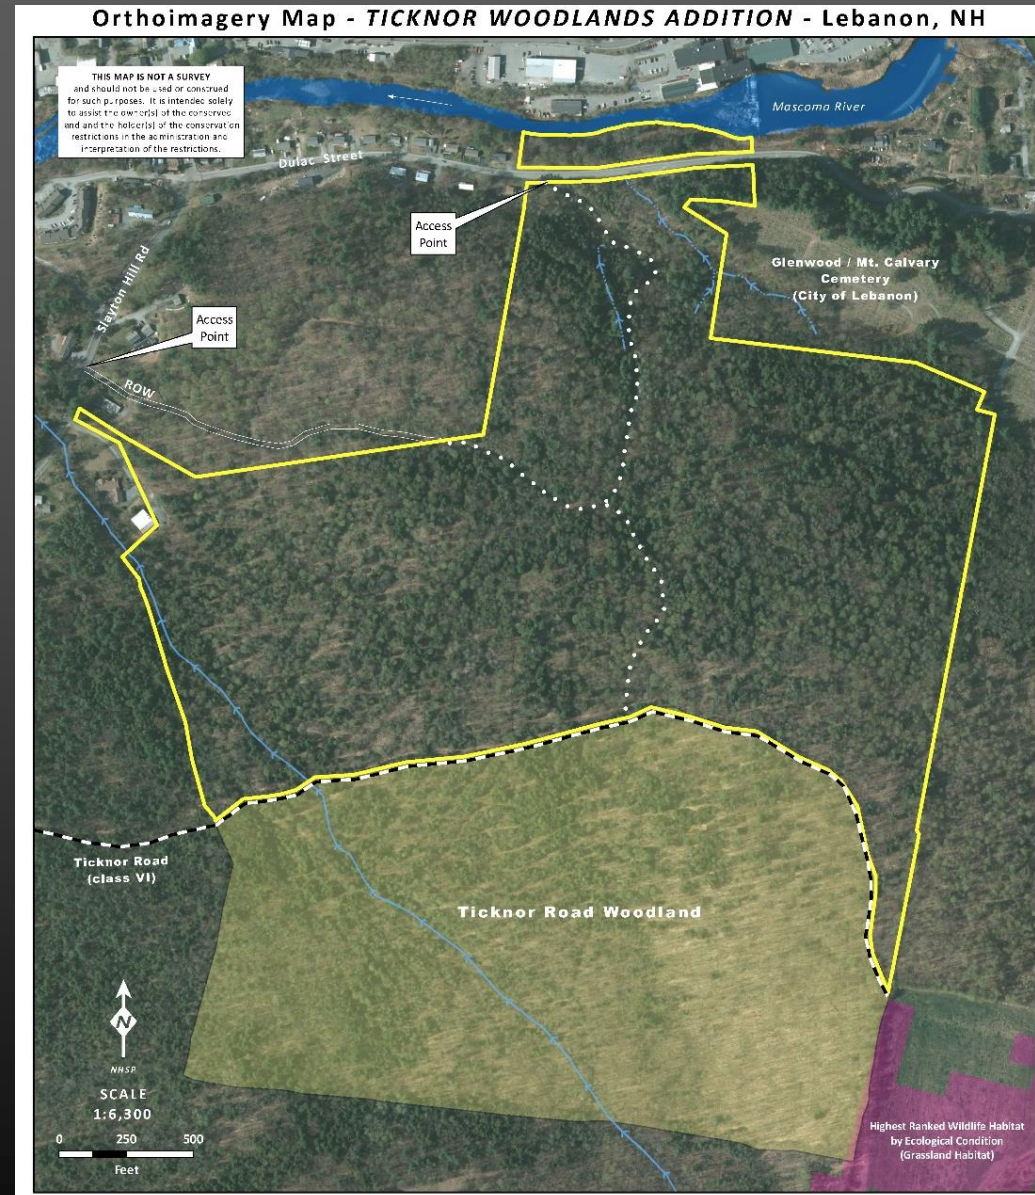 Orthoimagery Map - TICKNOR WOODLANDS ADDITION - Lebanon, NH
THIS MAP IS NOT A SURVEY
and should not be used or construed
for such purposes. It is intended solely
to assist the owner(s) of the conserved
and and the holder(s) of the conservation
restrictions in the administration and
interpretation of the restrictions.
Mascoma River
Dulac Street
Access
Point
Glenwood / Mt. Calvary
Cemetery
(City of Lebanon)
Slayton Hill Rd
Access
Point
ROW
Ticknor Road
(class VI)
Ticknor Road Woodland
N
NHSP
SCALE
1:6,300
0 250 500
Feet
Highest Ranked Wildlife Habitat
by Ecological Condition
(Grassland Habitat)